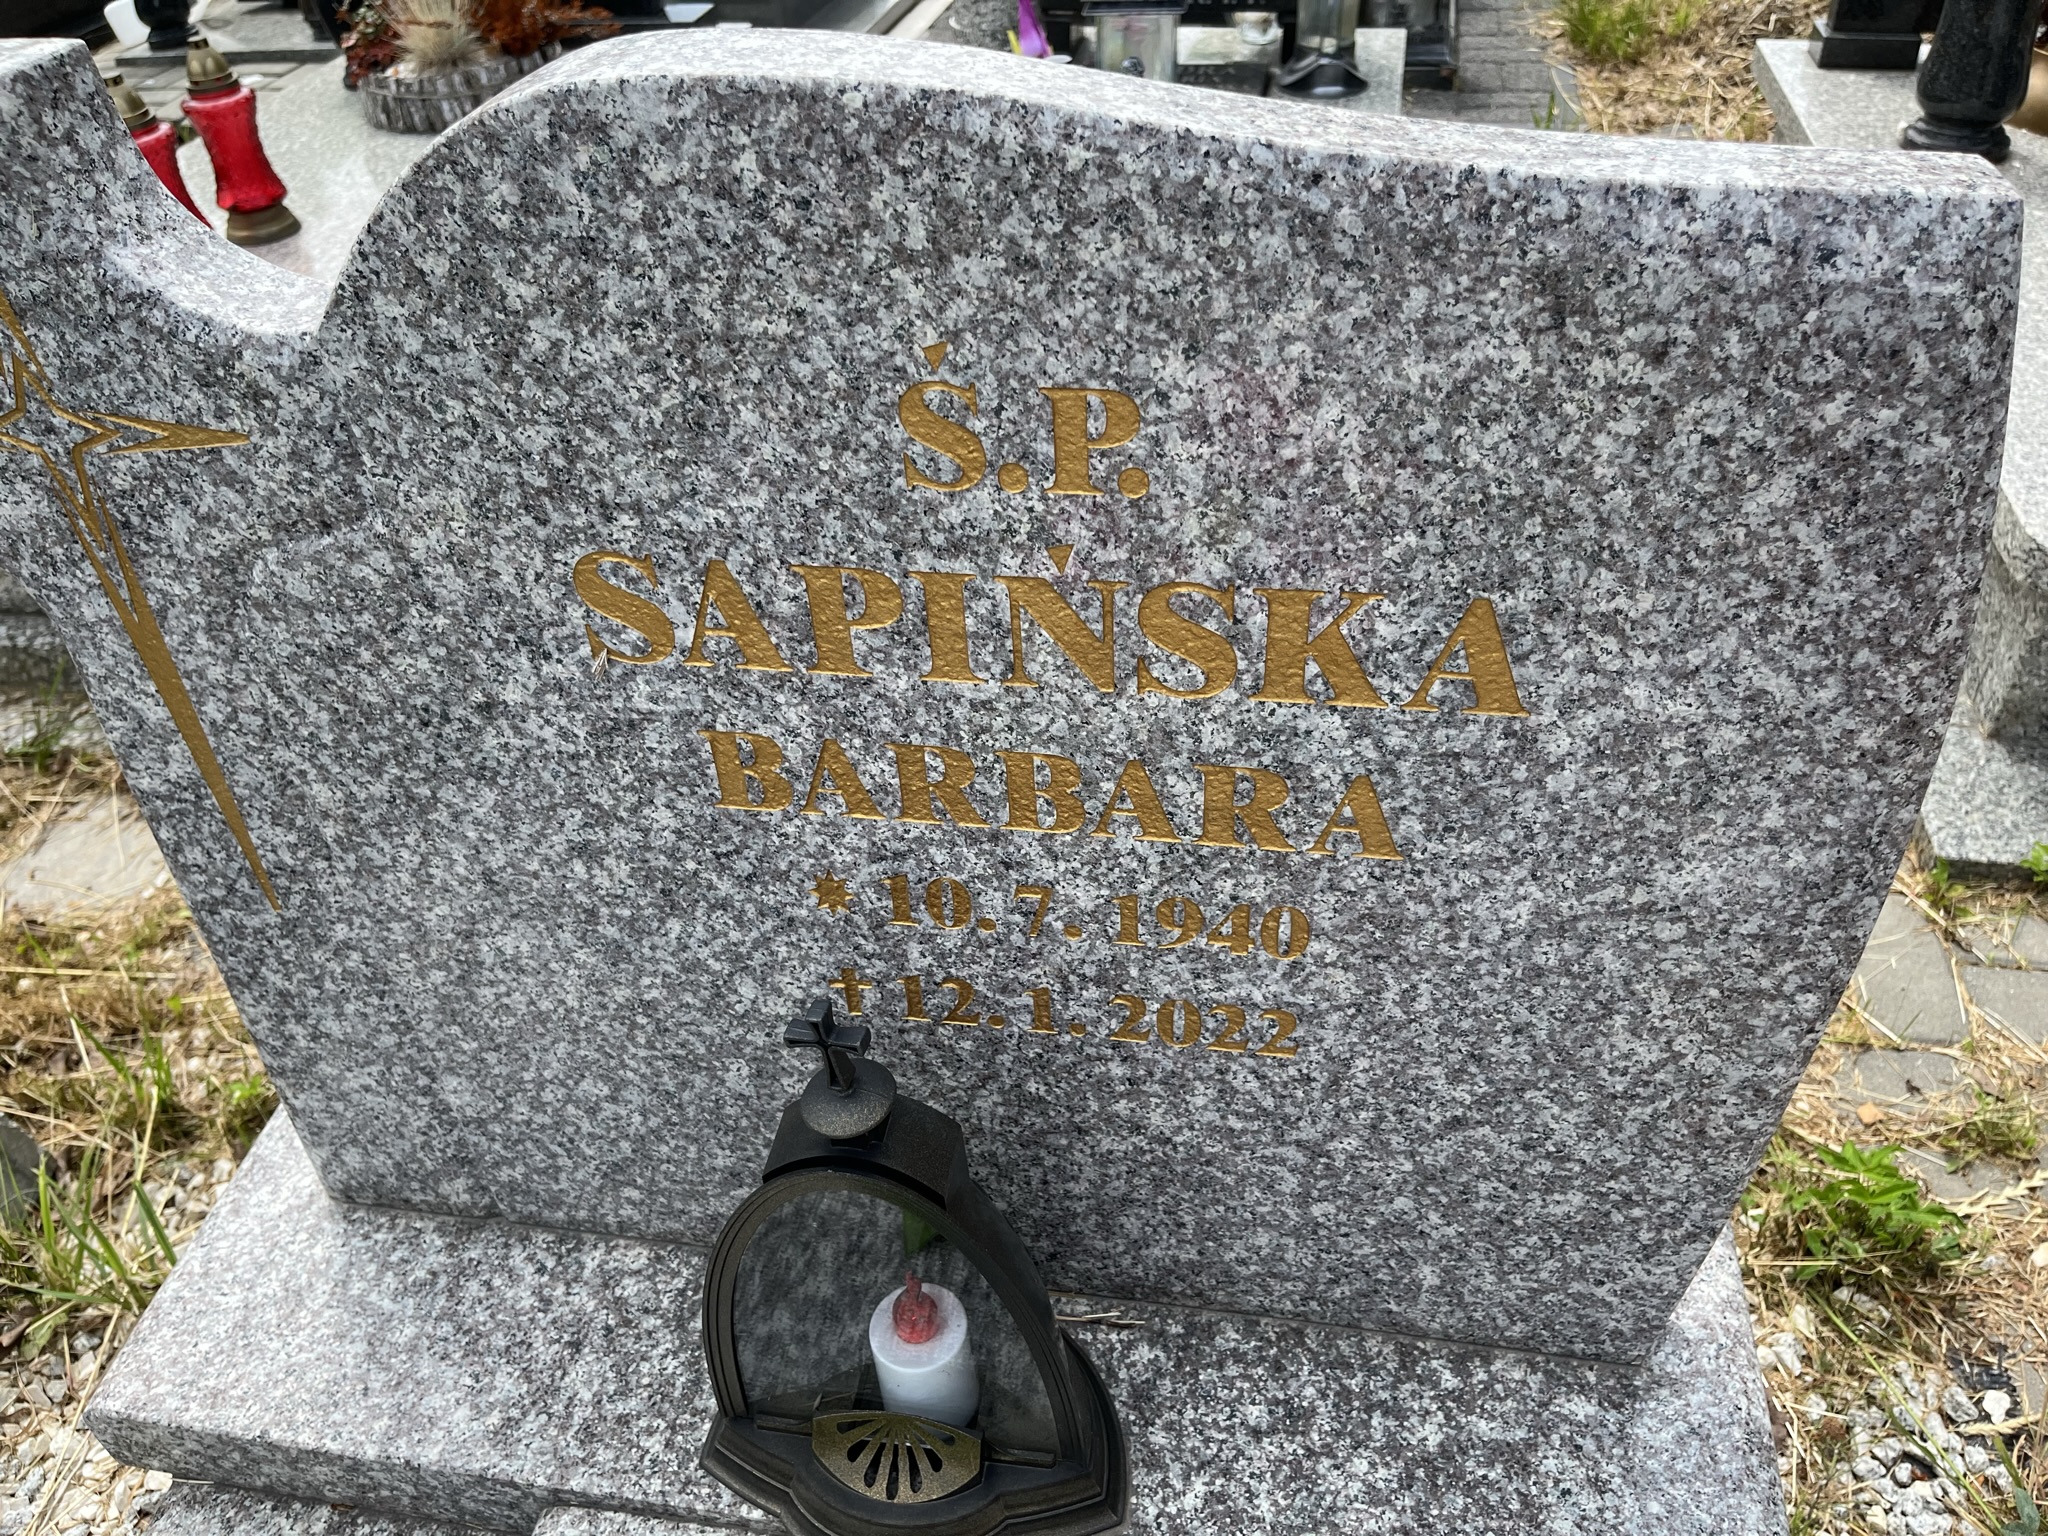 Ś.P.
SAPIŃSKA
BARBARA
* 10.7.1940
† 12.1.2022